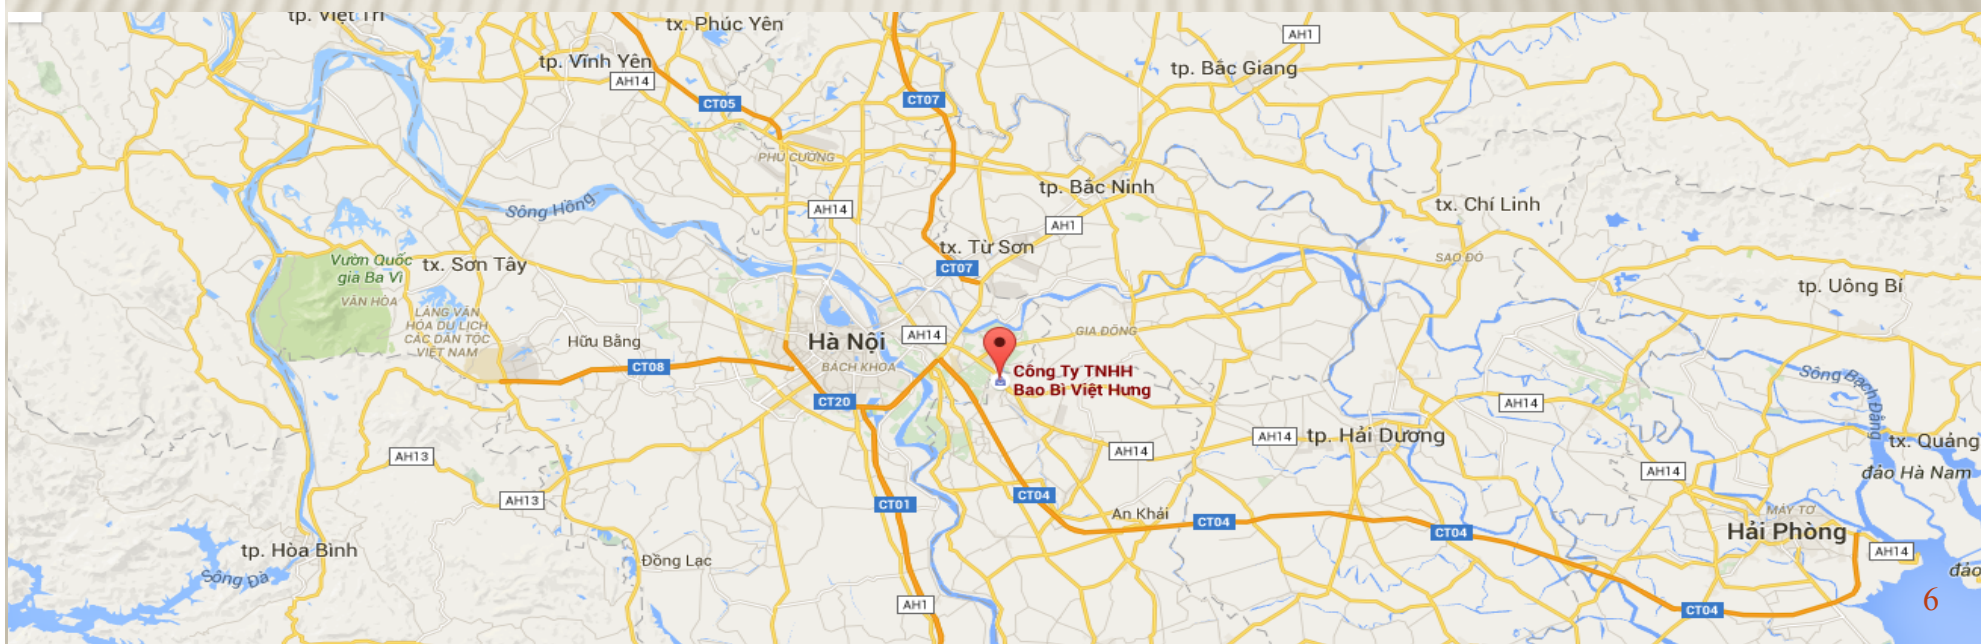 tp. Việt Trì
tx. Phúc Yên
AH1
tp. Vĩnh Yên
AH14
tp. Bắc Giang
CT05
CT07
PHÚ CƯỜNG
tp. Bắc Ninh
Sông Hồng
AH14
AH1
tx. Chí Linh
tx. Từ Sơn
CT07
SAO ĐỎ
Vườn Quốc
gia Ba Vì
tx. Sơn Tây
VÂN HÒA
tp. Uông Bí
LÀNG VĂN
HÓA DU LỊCH
CÁC DÂN TỘC
VIỆT NAM
Hữu Bằng
Hà Nội
AH14
GIA ĐÔNG
CT08
BÁCH KHOA
Công Ty TNHH
Bao Bì Việt Hưng
Sông Bạch Đằng
CT20
AH14
AH14
tp. Hải Dương
tx. Quảng
AH13
AH14
AH14
đảo Hà Nam
AH13
CT01
CT04
An Khải
CT04
CT04
MÁY TƠ
Hải Phòng
AH14
tp. Hòa Bình
Sông Đà
Đồng Lạc
đảo
AH1
CT04
6